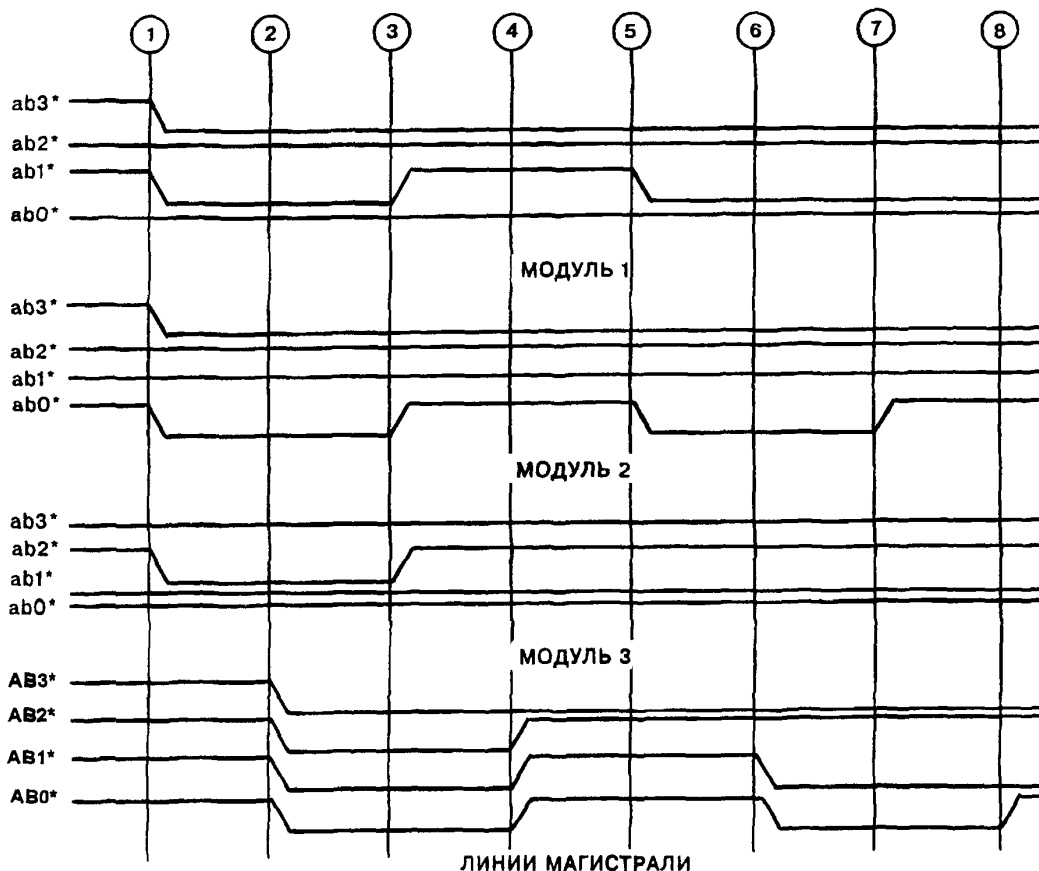 1 2 3 4 5 6 7 8
ab3*
ab2*
ab1*
ab0*
МОДУЛЬ 1
ab3*
ab2*
ab1*
ab0*
МОДУЛЬ 2
ab3*
ab2*
ab1*
ab0*
МОДУЛЬ 3
AB3*
AB2*
AB1*
AB0*
ЛИНИИ МАГИСТРАЛИ